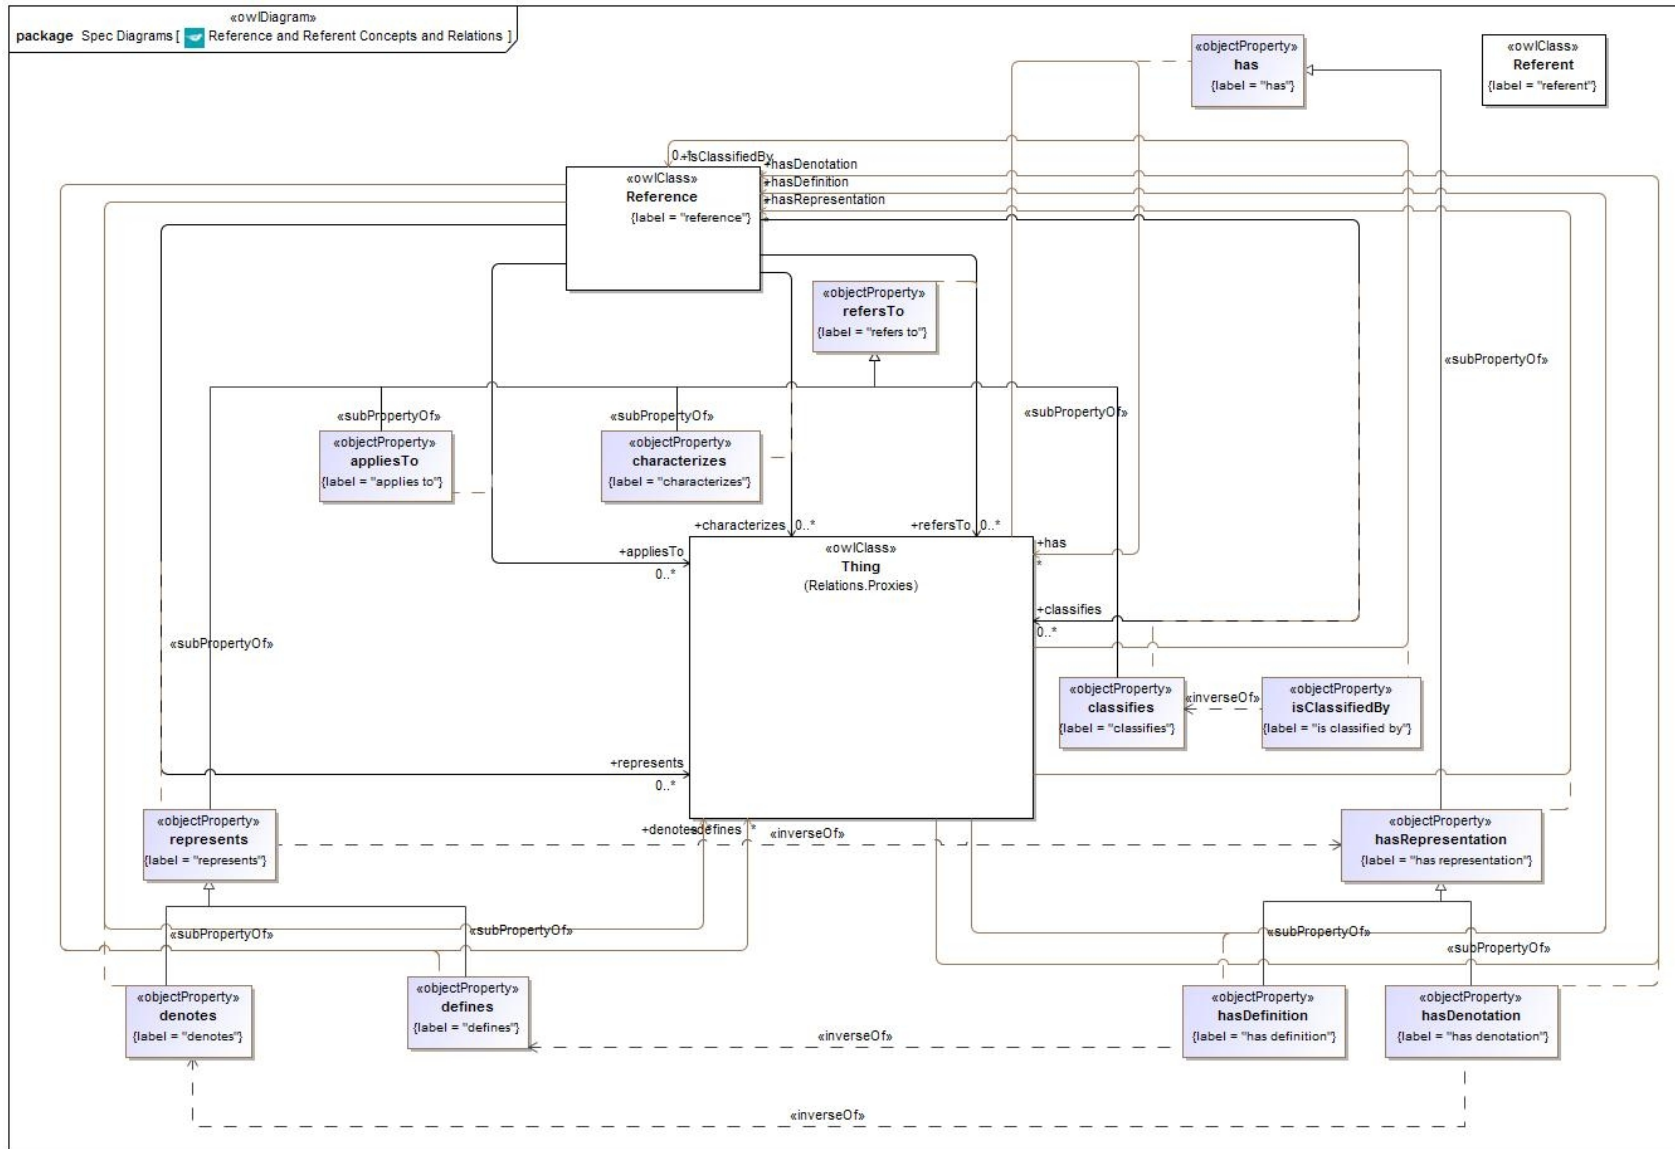 «owlDiagram»
package Spec Diagrams [ Reference and Referent Concepts and Relations ]
«objectProperty»
has
{label = "has"}
«owlClass»
Referent
{label = "referent"}
0..*
+isClassifiedBy
+hasDenotation
+hasDefinition
+hasRepresentation
*
«owlClass»
Reference
{label = "reference"}
«objectProperty»
refersTo
{label = "refers to"}
«subPropertyOf»
«subPropertyOf»
«subPropertyOf»
«subPropertyOf»
«objectProperty»
appliesTo
{label = "applies to"}
«objectProperty»
characterizes
{label = "characterizes"}
+characterizes 0..*
+refersTo 0..*
+appliesTo
0..*
«owlClass»
Thing
(Relations.Proxies)
+has
*
+classifies
0..*
«subPropertyOf»
«objectProperty»
classifies
{label = "classifies"}
«inverseOf»
«objectProperty»
isClassifiedBy
{label = "is classified by"}
+represents
0..*
«objectProperty»
represents
{label = "represents"}
+denotes
+defines
*
«inverseOf»
«objectProperty»
hasRepresentation
{label = "has representation"}
«subPropertyOf»
«subPropertyOf»
«subPropertyOf»
«subPropertyOf»
«objectProperty»
denotes
{label = "denotes"}
«objectProperty»
defines
{label = "defines"}
«objectProperty»
hasDefinition
{label = "has definition"}
«objectProperty»
hasDenotation
{label = "has denotation"}
«inverseOf»
«inverseOf»